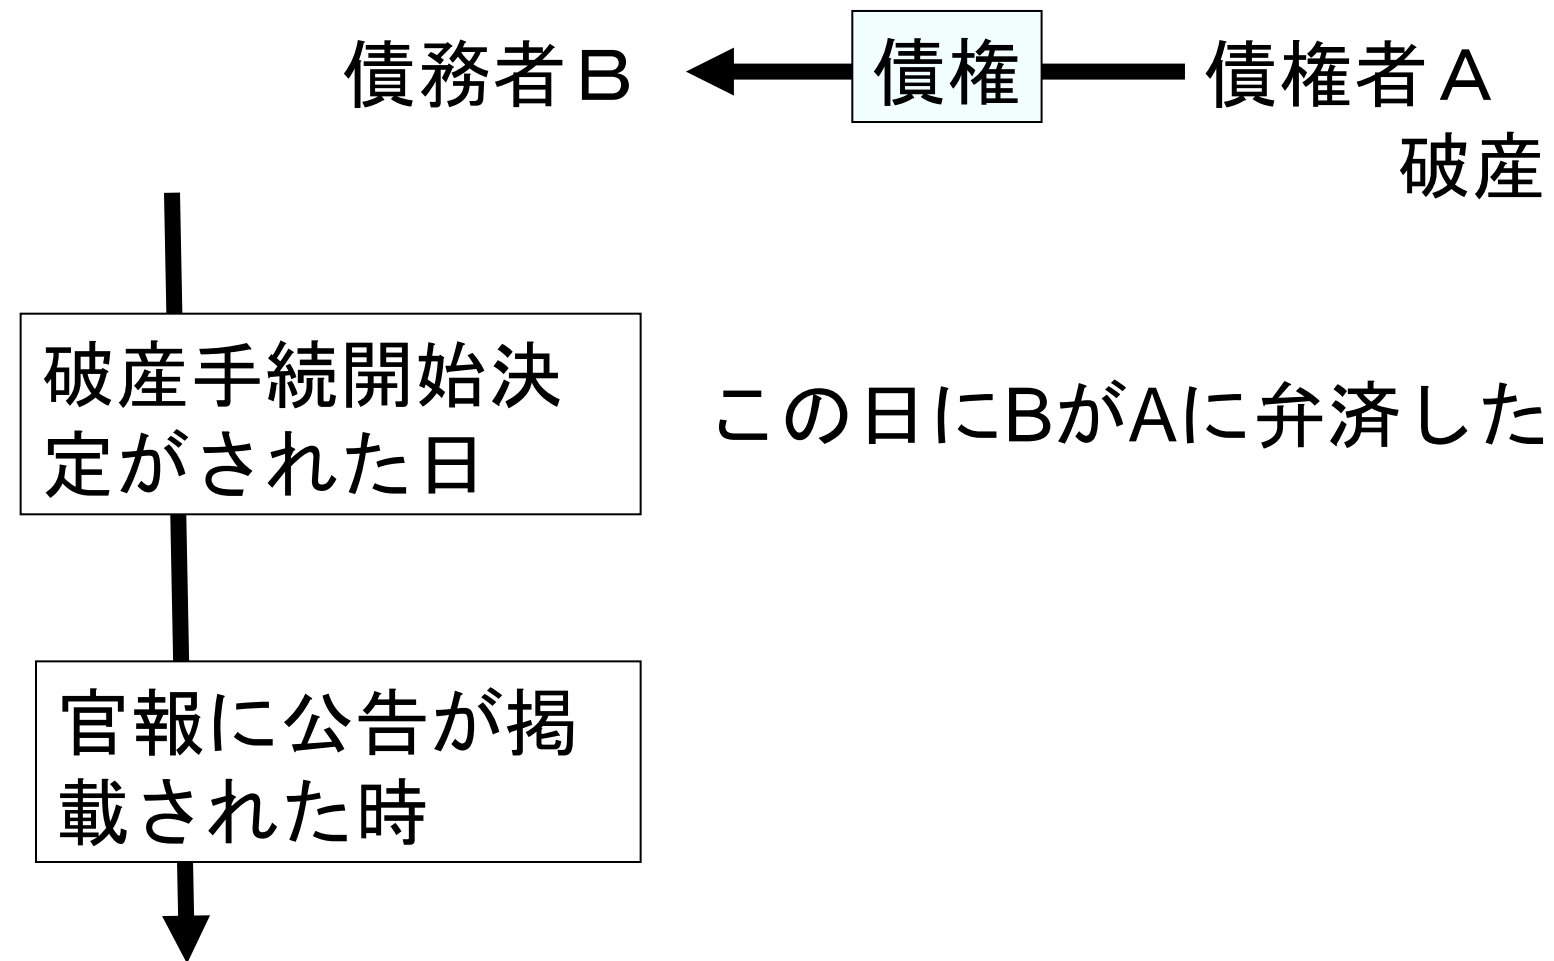 債務者Ｂ
債権
債権者Ａ
破産
破産手続開始決
定がされた日
この日にBがAに弁済した
官報に公告が掲
載された時